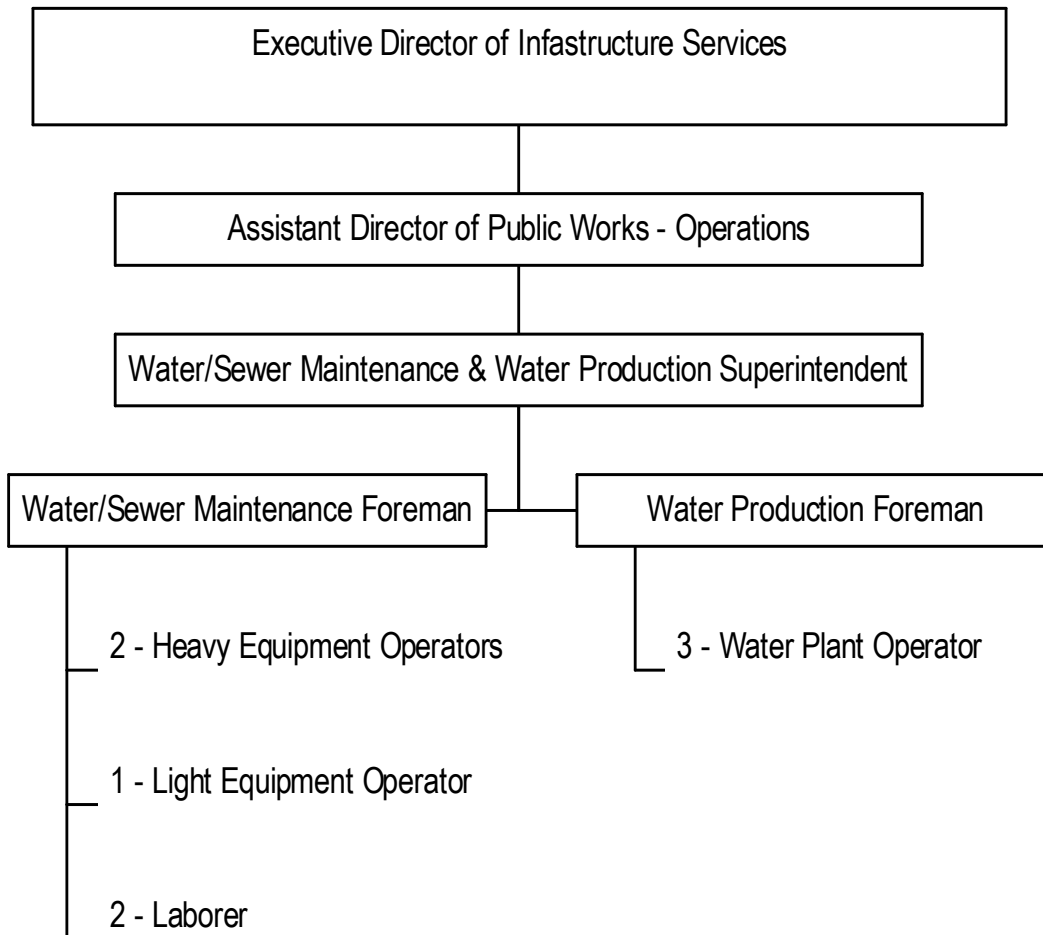 Executive Director of Infastructure Services
Assistant Director of Public Works - Operations
Water/Sewer Maintenance & Water Production Superintendent
Water/Sewer Maintenance Foreman
Water Production Foreman
2 - Heavy Equipment Operators
3 - Water Plant Operator
1 - Light Equipment Operator
2 - Laborer